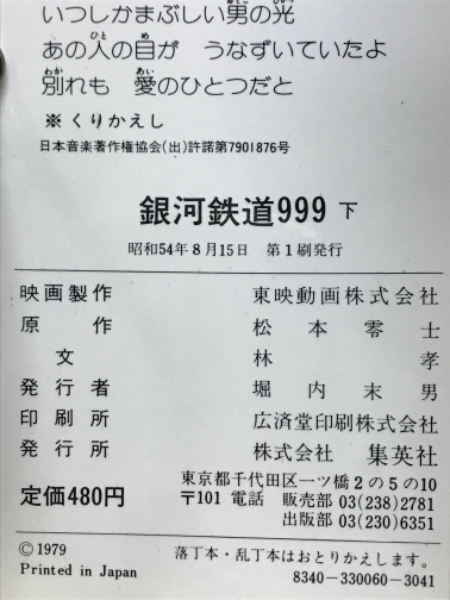 いつしかまぶしい男の光
あの人の目が うなずいていたよ
別れも 愛のひとつだと
※くりかえし
日本音楽著作権協会(出)許諾第7901876号
銀河鉄道999 下
昭和54年8月15日 第1刷発行
映画製作 東映動画株式会社
原作 松本零士
文 林孝
発行者 堀内末男
印刷所 広済堂印刷株式会社
発行所 株式会社 集英社
東京都千代田区一ツ橋2の5の10
〒101 電話 販売部 03(238)2781
出版部 03(230)6351
定価480円
©1979
Printed in Japan
落丁本・乱丁本はおとりかえします。
8340-330060-3041